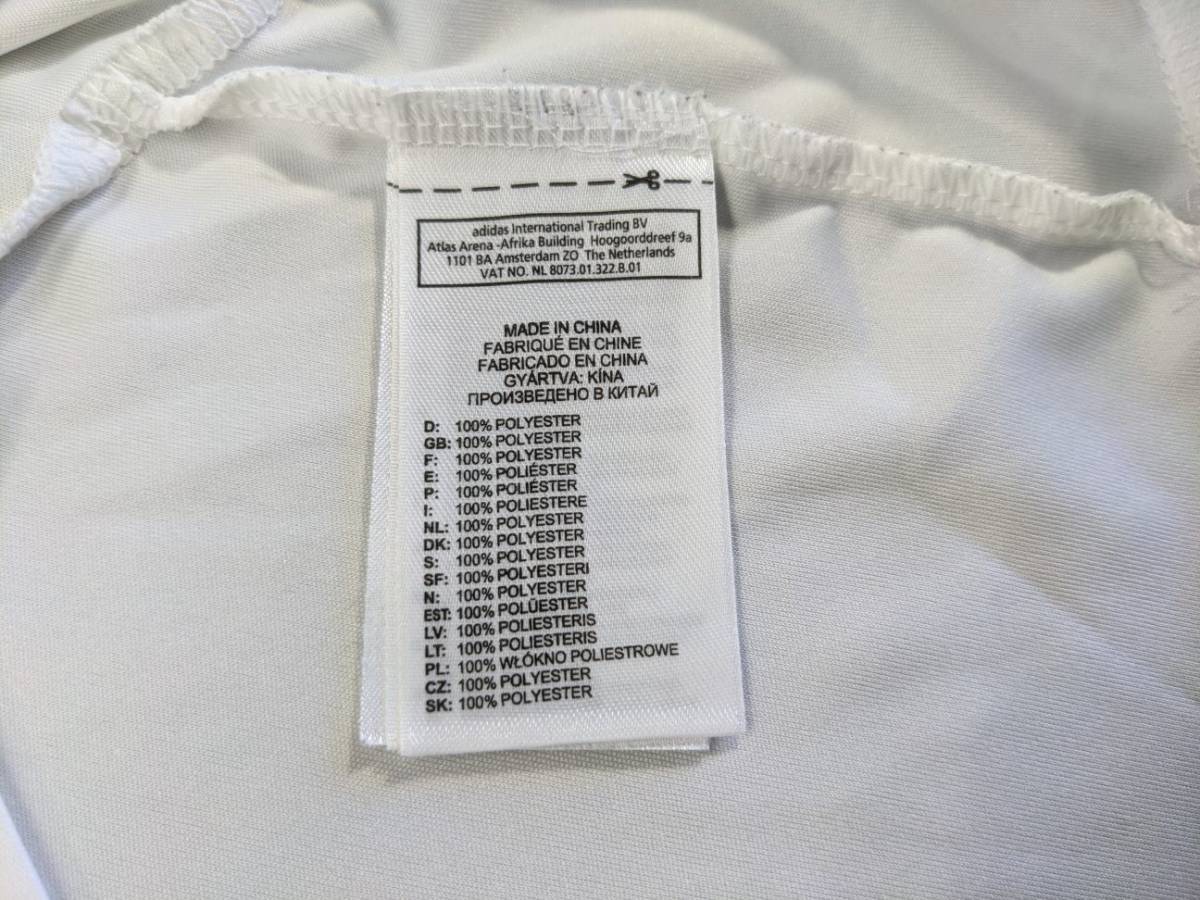 adidas International Trading BV
Atlas Arena -Afrika Building Hoogoorddreef 9a
1101 BA Amsterdam ZO The Netherlands
VAT NO. NL 8073.01.322.B.01
MADE IN CHINA
FABRIQUÉ EN CHINE
FABRICADO EN CHINA
GYÁRTVA: KÍNA
ПРОИЗВЕДЕНО В КИТАЙ
D: 100% POLYESTER
GB: 100% POLYESTER
F: 100% POLYESTER
E: 100% POLIÉSTER
P: 100% POLIÉSTER
I: 100% POLIESTERE
NL: 100% POLYESTER
DK: 100% POLYESTER
S: 100% POLYESTER
SF: 100% POLYESTERI
N: 100% POLYESTER
EST: 100% POLÜESTER
LV: 100% POLIESTERIS
LT: 100% POLIESTERIS
PL: 100% WŁÓKNO POLIESTROWE
CZ: 100% POLYESTER
SK: 100% POLYESTER